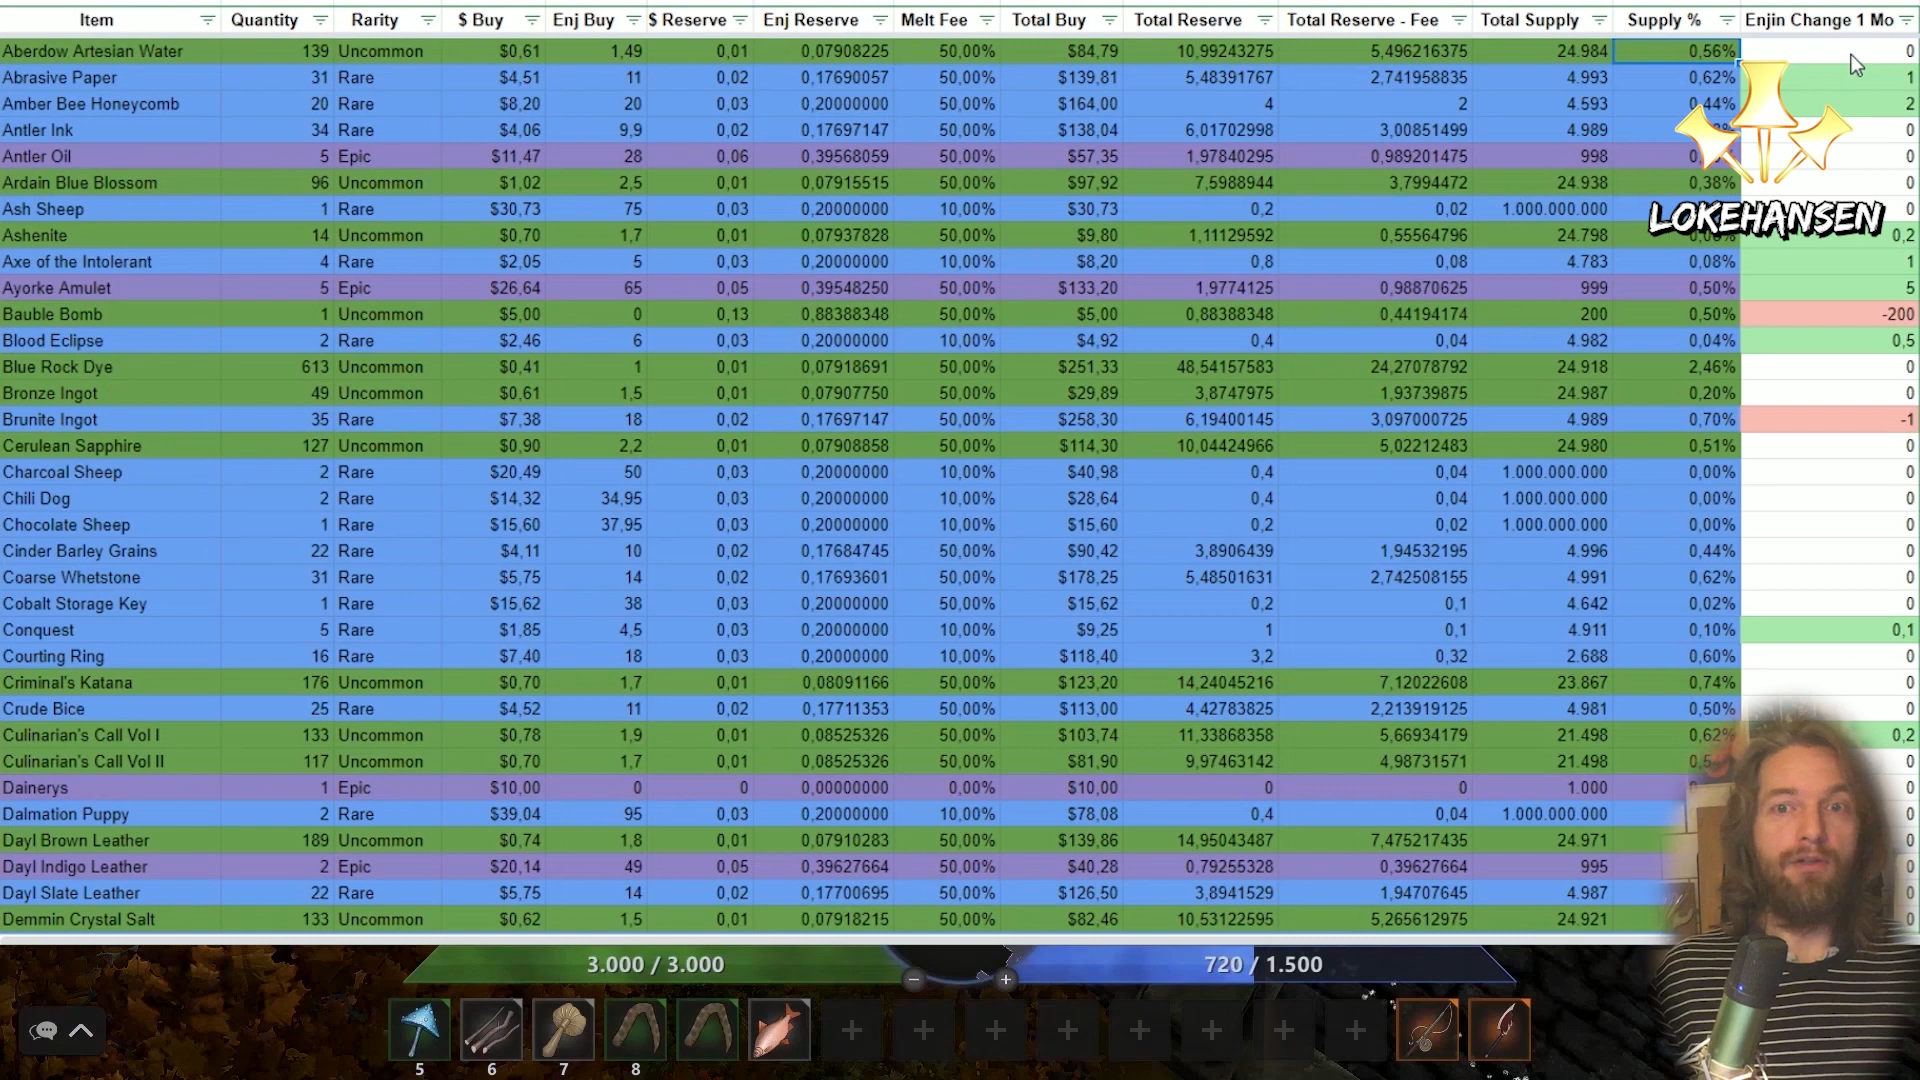 Item Quantity Rarity $ Buy Enj Buy $ Reserve Enj Reserve Melt Fee Total Buy Total Reserve Total Reserve - Fee Total Supply Supply % Enjin Change 1 Mo
Aberdow Artesian Water 139 Uncommon $0,61 1,49 0,01 0,07908225 50,00% $84,79 10,99243275 5,496216375 24.984 0,56% 0
Abrasive Paper 31 Rare $4,51 11 0,02 0,17690057 50,00% $139,81 5,48391767 2,741958835 4.993 0,62% 1
Amber Bee Honeycomb 20 Rare $8,20 20 0,03 0,20000000 50,00% $164,00 4 2 4.593 0,44% 2
Antler Ink 34 Rare $4,06 9,9 0,02 0,17697147 50,00% $138,04 6,01702998 3,00851499 4.989 0
Antler Oil 5 Epic $11,47 28 0,06 0,39568059 50,00% $57,35 1,97840295 0,989201475 998 0
Ardain Blue Blossom 96 Uncommon $1,02 2,5 0,01 0,07915515 50,00% $97,92 7,5988944 3,7994472 24.938 0,38% 0
Ash Sheep 1 Rare $30,73 75 0,03 0,20000000 10,00% $30,73 0,2 0,02 1.000.000.000 0
LOKEHANSEN
Ashenite 14 Uncommon $0,70 1,7 0,01 0,07937828 50,00% $9,80 1,11129592 0,55564796 24.798 0,2
Axe of the Intolerant 4 Rare $2,05 5 0,03 0,20000000 10,00% $8,20 0,8 0,08 4.783 0,08% 1
Ayorke Amulet 5 Epic $26,64 65 0,05 0,39548250 50,00% $133,20 1,9774125 0,98870625 999 0,50% 5
Bauble Bomb 1 Uncommon $5,00 0 0,13 0,88388348 50,00% $5,00 0,88388348 0,44194174 200 0,50% -200
Blood Eclipse 2 Rare $2,46 6 0,03 0,20000000 10,00% $4,92 0,4 0,04 4.982 0,04% 0,5
Blue Rock Dye 613 Uncommon $0,41 1 0,01 0,07918691 50,00% $251,33 48,54157583 24,27078792 24.918 2,46% 0
Bronze Ingot 49 Uncommon $0,61 1,5 0,01 0,07907750 50,00% $29,89 3,8747975 1,93739875 24.987 0,20% 0
Brunite Ingot 35 Rare $7,38 18 0,02 0,17697147 50,00% $258,30 6,19400145 3,097000725 4.989 0,70% -1
Cerulean Sapphire 127 Uncommon $0,90 2,2 0,01 0,07908858 50,00% $114,30 10,04424966 5,02212483 24.980 0,51% 0
Charcoal Sheep 2 Rare $20,49 50 0,03 0,20000000 10,00% $40,98 0,4 0,04 1.000.000.000 0,00% 0
Chili Dog 2 Rare $14,32 34,95 0,03 0,20000000 10,00% $28,64 0,4 0,04 1.000.000.000 0,00% 0
Chocolate Sheep 1 Rare $15,60 37,95 0,03 0,20000000 10,00% $15,60 0,2 0,02 1.000.000.000 0,00% 0
Cinder Barley Grains 22 Rare $4,11 10 0,02 0,17684745 50,00% $90,42 3,8906439 1,94532195 4.996 0,44% 0
Coarse Whetstone 31 Rare $5,75 14 0,02 0,17693601 50,00% $178,25 5,48501631 2,742508155 4.991 0,62% 0
Cobalt Storage Key 1 Rare $15,62 38 0,03 0,20000000 50,00% $15,62 0,2 0,1 4.642 0,02% 0
Conquest 5 Rare $1,85 4,5 0,03 0,20000000 10,00% $9,25 1 0,1 4.911 0,10% 0,1
Courting Ring 16 Rare $7,40 18 0,03 0,20000000 10,00% $118,40 3,2 0,32 2.688 0,60% 0
Criminal's Katana 176 Uncommon $0,70 1,7 0,01 0,08091166 50,00% $123,20 14,24045216 7,12022608 23.867 0,74% 0
Crude Bice 25 Rare $4,52 11 0,02 0,17711353 50,00% $113,00 4,42783825 2,213919125 4.981 0,50% 0
Culinarian's Call Vol I 133 Uncommon $0,78 1,9 0,01 0,08525326 50,00% $103,74 11,33868358 5,66934179 21.498 0,62% 0,2
Culinarian's Call Vol II 117 Uncommon $0,70 1,7 0,01 0,08525326 50,00% $81,90 9,97463142 4,98731571 21.498 0
Dainerys 1 Epic $10,00 0 0 0,00000000 0,00% $10,00 0 0 1.000 0
Dalmation Puppy 2 Rare $39,04 95 0,03 0,20000000 10,00% $78,08 0,4 0,04 1.000.000.000 0
Dayl Brown Leather 189 Uncommon $0,74 1,8 0,01 0,07910283 50,00% $139,86 14,95043487 7,475217435 24.971 0
Dayl Indigo Leather 2 Epic $20,14 49 0,05 0,39627664 50,00% $40,28 0,79255328 0,39627664 995 0
Dayl Slate Leather 22 Rare $5,75 14 0,02 0,17700695 50,00% $126,50 3,8941529 1,94707645 4.987 0
Demmin Crystal Salt 133 Uncommon $0,62 1,5 0,01 0,07918215 50,00% $82,46 10,53122595 5,265612975 24.921 0
3.000 / 3.000 720 / 1.500
5 6 7 8